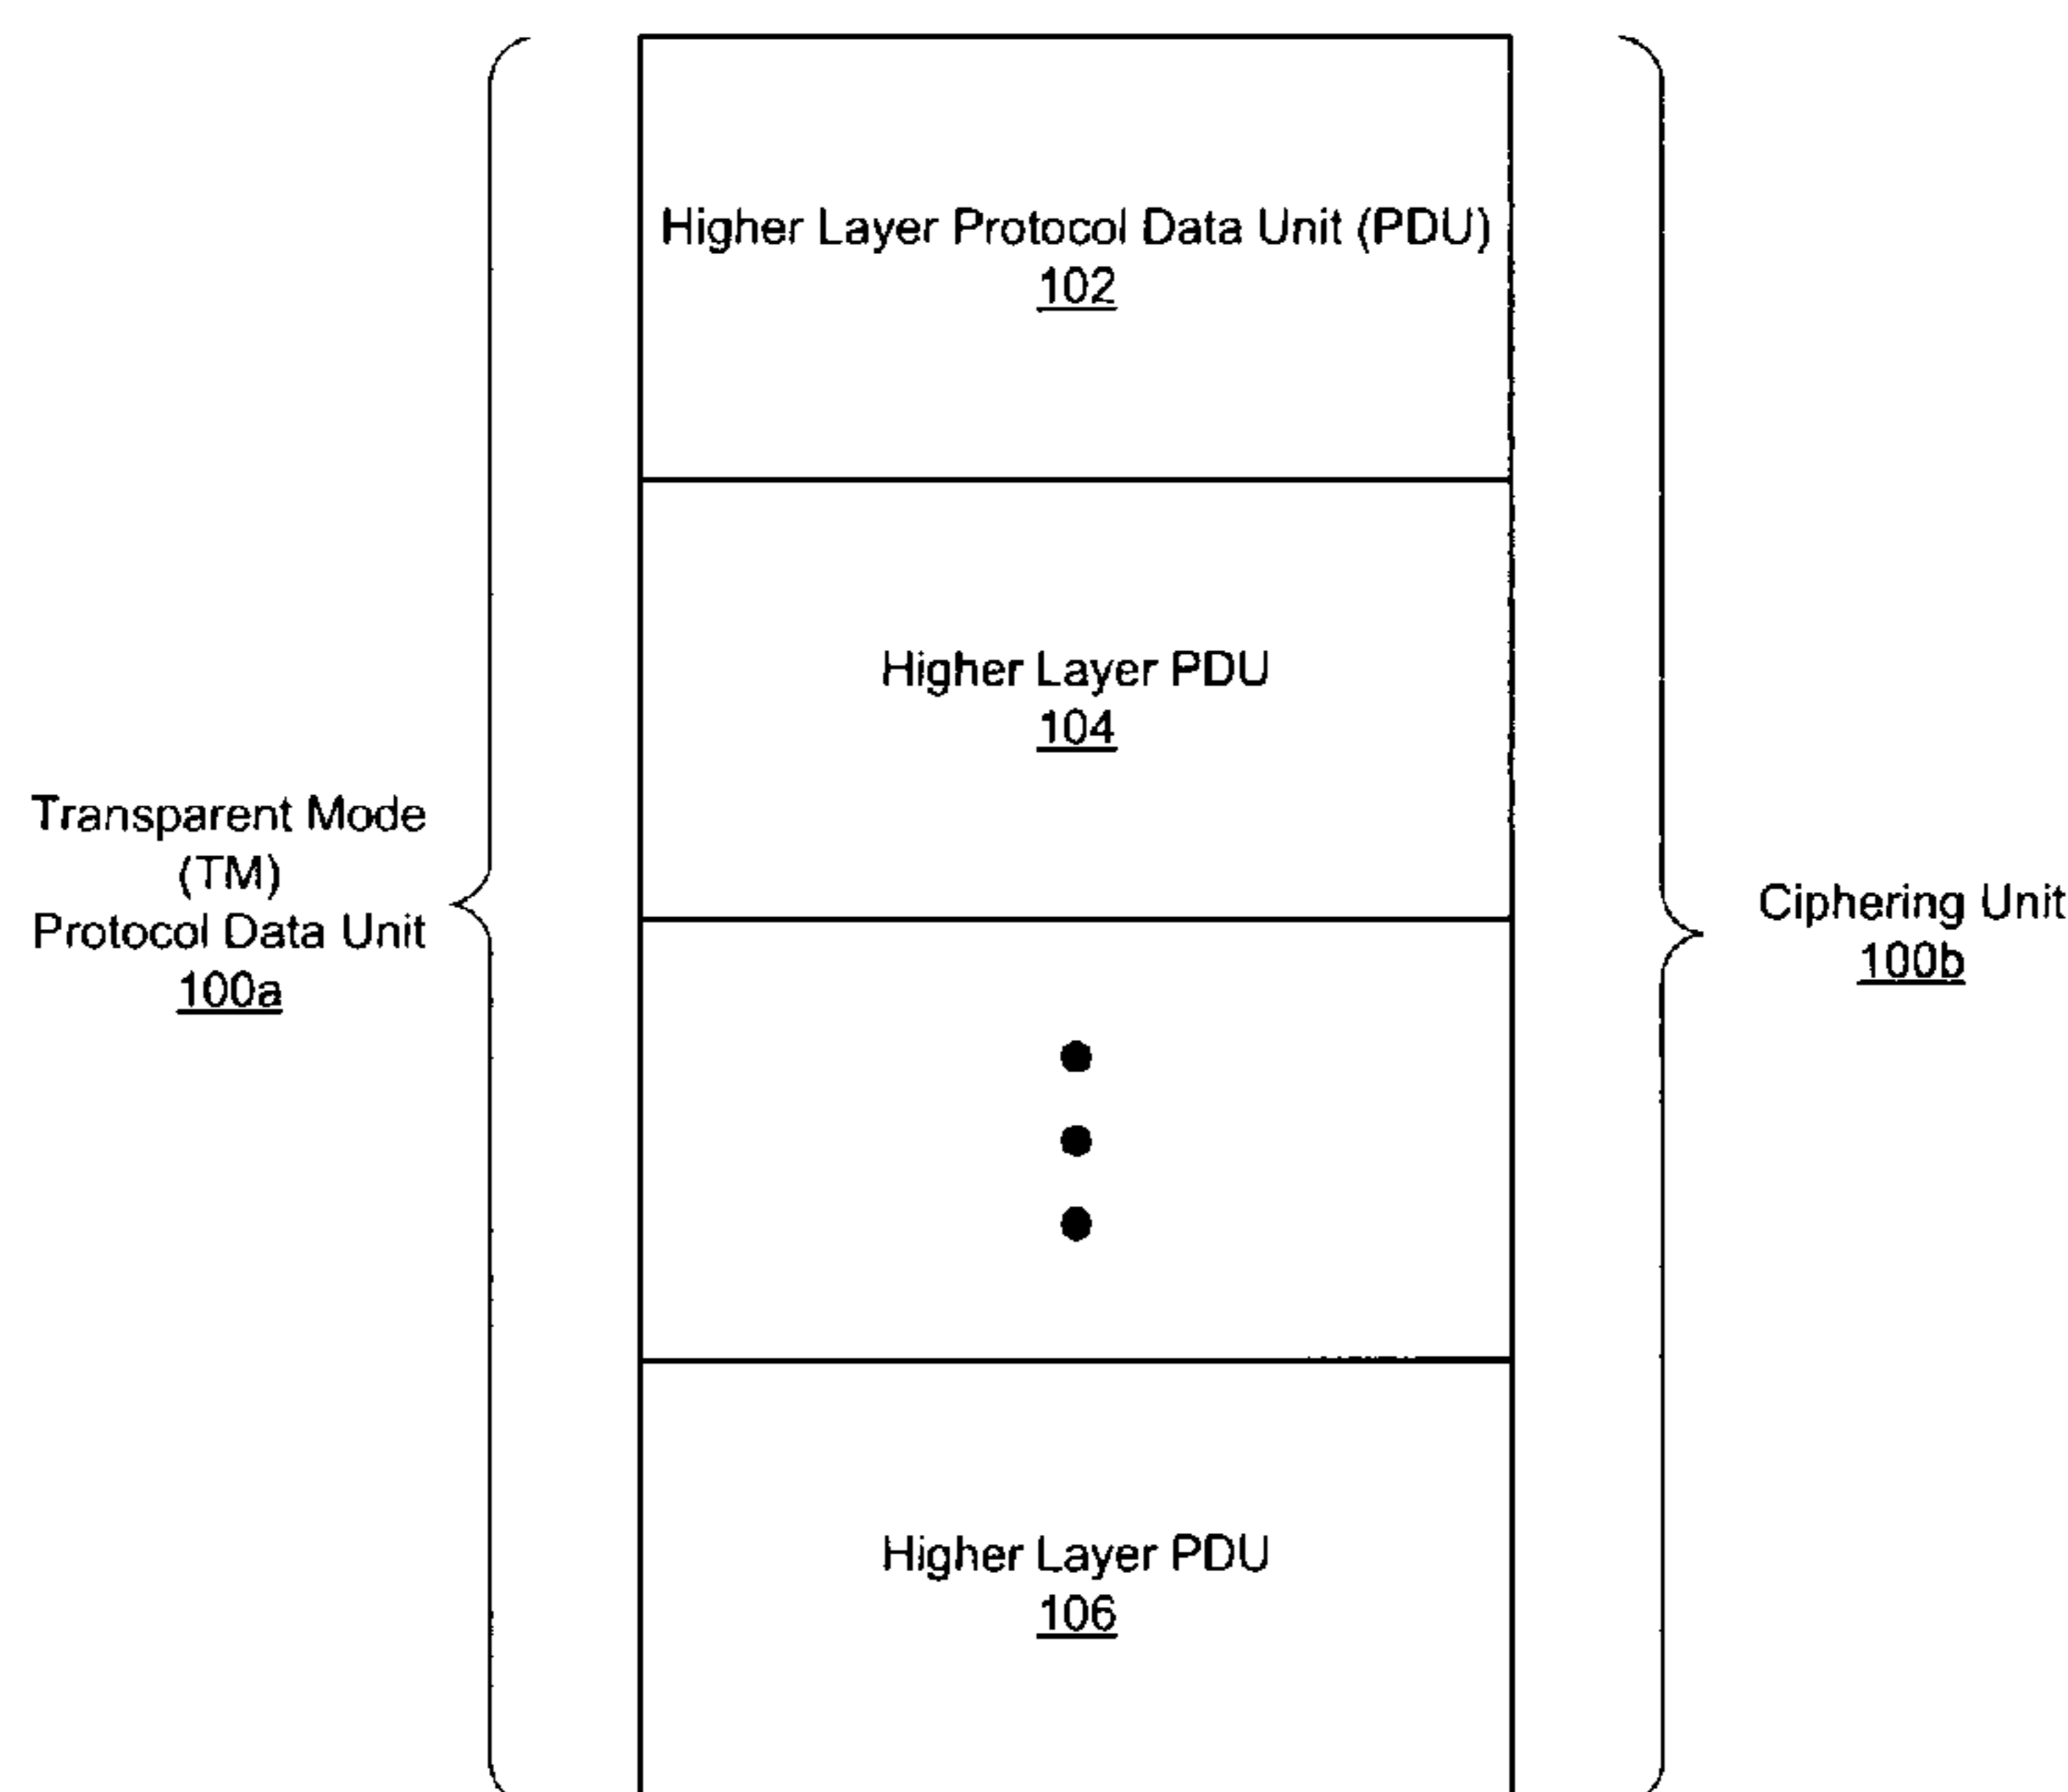 Higher Layer Protocol Data Unit (PDU)
102
Higher Layer PDU
104
Transparent Mode
(TM)
Protocol Data Unit
100a
Ciphering Unit
100b
Higher Layer PDU
106